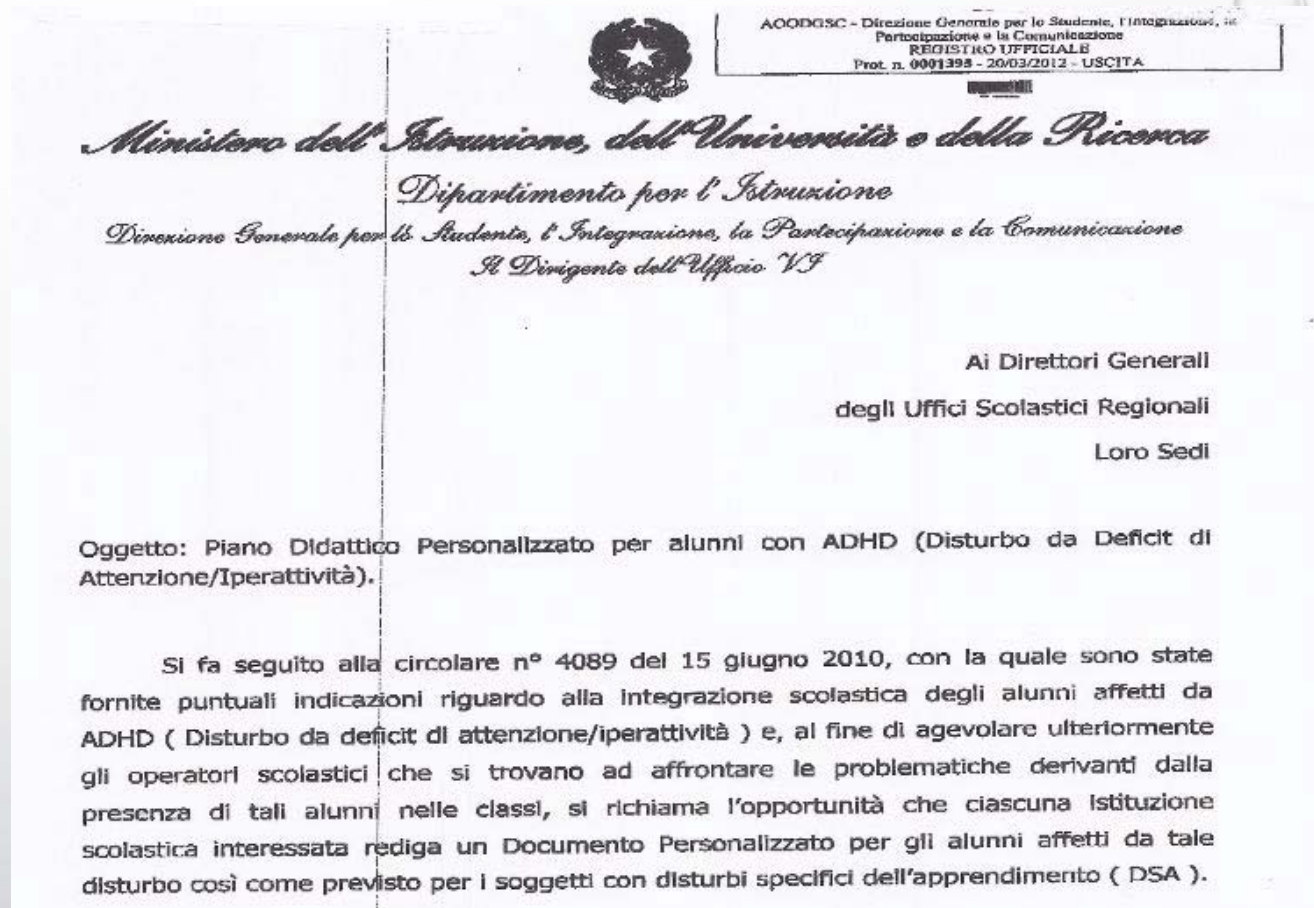 AOODGSC - Direzione Generale per lo Studente, l'Integrazione, la
Partecipazione e la Comunicazione
REGISTRO UFFICIALE
Prot. n. 0001395 - 20/03/2012 - USCITA
Ministero dell'Istruzione, dell'Università e della Ricerca
Dipartimento per l'Istruzione
Direzione Generale per lo Studente, l'Integrazione, la Partecipazione e la Comunicazione
Il Dirigente dell'Ufficio VI
Ai Direttori Generali
degli Uffici Scolastici Regionali
Loro Sedi
Oggetto: Piano Didattico Personalizzato per alunni con ADHD (Disturbo da Deficit di
Attenzione/Iperattività).
Si fa seguito alla circolare n° 4089 del 15 giugno 2010, con la quale sono state
fornite puntuali indicazioni riguardo alla integrazione scolastica degli alunni affetti da
ADHD ( Disturbo da deficit di attenzione/iperattività ) e, al fine di agevolare ulteriormente
gli operatori scolastici che si trovano ad affrontare le problematiche derivanti dalla
presenza di tali alunni nelle classi, si richiama l'opportunità che ciascuna istituzione
scolastica interessata rediga un Documento Personalizzato per gli alunni affetti da tale
disturbo così come previsto per i soggetti con disturbi specifici dell'apprendimento ( DSA ).